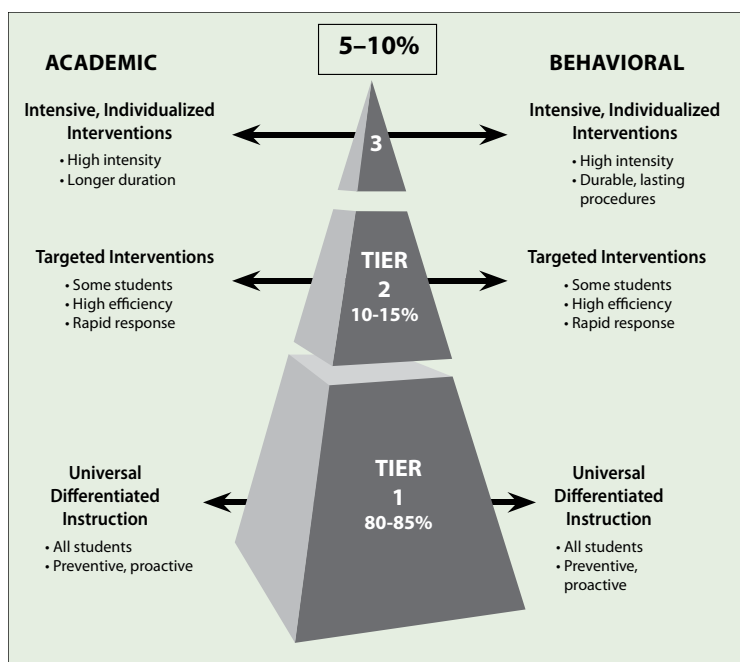 5–10%
ACADEMIC
Intensive, Individualized
Interventions
• High intensity
• Longer duration
BEHAVIORAL
Intensive, Individualized
Interventions
• High intensity
• Durable, lasting
procedures
3
Targeted Interventions
• Some students
• High efficiency
• Rapid response
TIER
2
10-15%
Targeted Interventions
• Some students
• High efficiency
• Rapid response
Universal
Differentiated
Instruction
• All students
• Preventive, proactive
TIER
1
80-85%
Universal
Differentiated
Instruction
• All students
• Preventive,
proactive